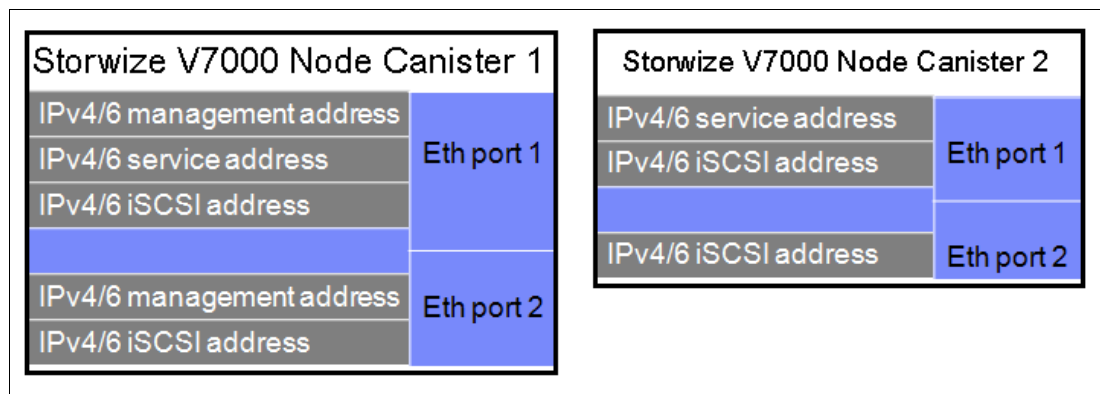 Storwize V7000 Node Canister 1
IPv4/6 management address
IPv4/6 service address
Eth port 1
IPv4/6 iSCSI address
IPv4/6 management address
Eth port 2
IPv4/6 iSCSI address
Storwize V7000 Node Canister 2
IPv4/6 service address
Eth port 1
IPv4/6 iSCSI address
IPv4/6 iSCSI address
Eth port 2